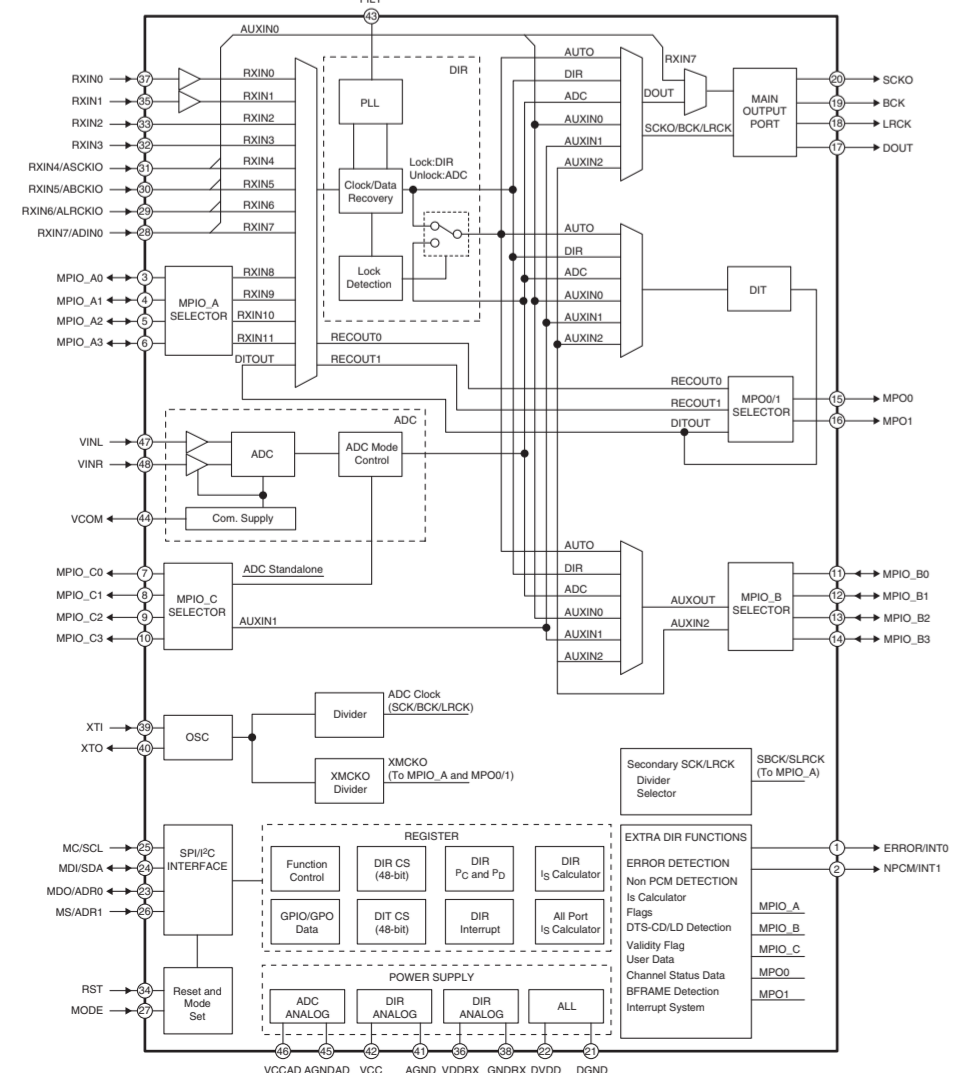 43
AUXIN0
RXIN0
37
RXIN0
RXIN1
35
RXIN1
RXIN2
33
RXIN2
RXIN3
32
RXIN3
RXIN4/ASCKIO
31
RXIN4
RXIN5/ABCKIO
30
RXIN5
RXIN6/ALRCKIO
29
RXIN6
RXIN7/ADIN0
28
RXIN7
MPIO_A0
3
MPIO_A1
4
MPIO_A2
5
MPIO_A3
6
MPIO_A
SELECTOR
RXIN8
RXIN9
RXIN10
RXIN11
DITOUT
DIR
PLL
Clock/Data
Recovery
Lock
Detection
Lock:DIR
Unlock:ADC
RECOUT0
RECOUT1
AUTO
DIR
ADC
AUXIN0
AUXIN1
AUXIN2
RXIN7
DOUT
SCKO/BCK/LRCK
MAIN
OUTPUT
PORT
20
SCKO
19
BCK
18
LRCK
17
DOUT
AUTO
DIR
ADC
AUXIN0
AUXIN1
AUXIN2
DIT
RECOUT0
RECOUT1
DITOUT
MPO0/1
SELECTOR
15
MPO0
16
MPO1
VINL
47
VINR
48
VCOM
44
ADC
ADC
ADC Mode
Control
Com. Supply
MPIO_C0
7
MPIO_C1
8
MPIO_C2
9
MPIO_C3
10
MPIO_C
SELECTOR
ADC Standalone
AUXIN1
AUTO
DIR
ADC
AUXIN0
AUXIN1
AUXIN2
AUXOUT
AUXIN2
MPIO_B
SELECTOR
11
MPIO_B0
12
MPIO_B1
13
MPIO_B2
14
MPIO_B3
XTI
39
XTO
40
OSC
Divider
ADC Clock
(SCK/BCK/LRCK)
XMCKO
Divider
XMCKO
(To MPIO_A and MPO0/1)
Secondary SCK/LRCK
Divider
Selector
SBCK/SLRCK
(To MPIO_A)
MC/SCL
25
MDI/SDA
24
MDO/ADR0
23
MS/ADR1
26
SPI/I²C
INTERFACE
REGISTER
Function
Control
DIR CS
(48-bit)
DIR
PC and PD
DIR
IS Calculator
GPIO/GPO
Data
DIT CS
(48-bit)
DIR
Interrupt
All Port
IS Calculator
EXTRA DIR FUNCTIONS
ERROR DETECTION
Non PCM DETECTION
Is Calculator
Flags
DTS-CD/LD Detection
Validity Flag
User Data
Channel Status Data
BFRAME Detection
Interrupt System
1
ERROR/INT0
2
NPCM/INT1
MPIO_A
MPIO_B
MPIO_C
MPO0
MPO1
RST
34
MODE
27
Reset and
Mode
Set
POWER SUPPLY
ADC
ANALOG
DIR
ANALOG
DIR
ANALOG
ALL
46
45
42
41
36
38
22
21
VCCAD
AGNDAD
VCC
AGND
VDDRX
GNDRX
DVDD
DGND